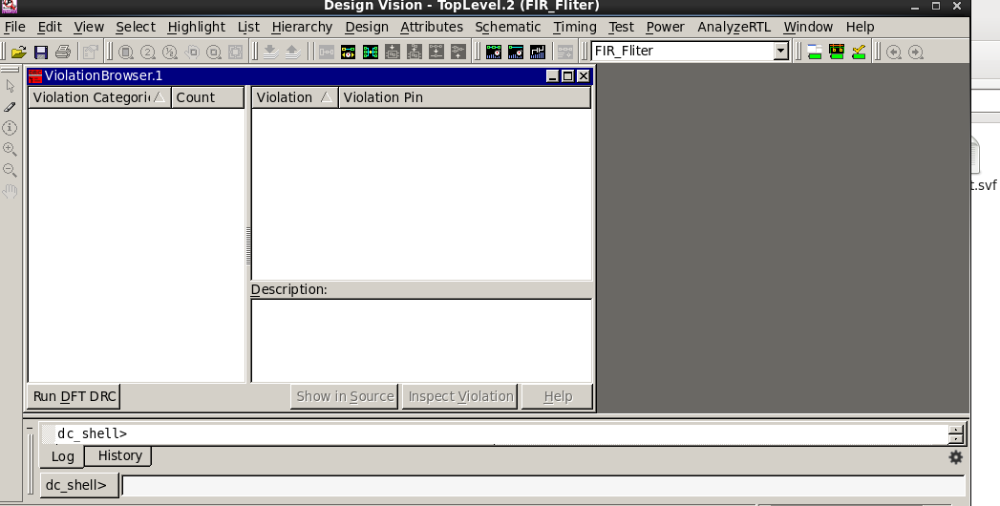 Design Vision - TopLevel.2 (FIR_Fliter)
File Edit View Select Highlight List Hierarchy Design Attributes Schematic Timing Test Power AnalyzeRTL Window Help
FIR_Fliter
ViolationBrowser.1
Violation Categori Count Violation Violation Pin
t.svf
Description:
Run DFT DRC Show in Source Inspect Violation Help
dc_shell>
Log History
dc_shell>